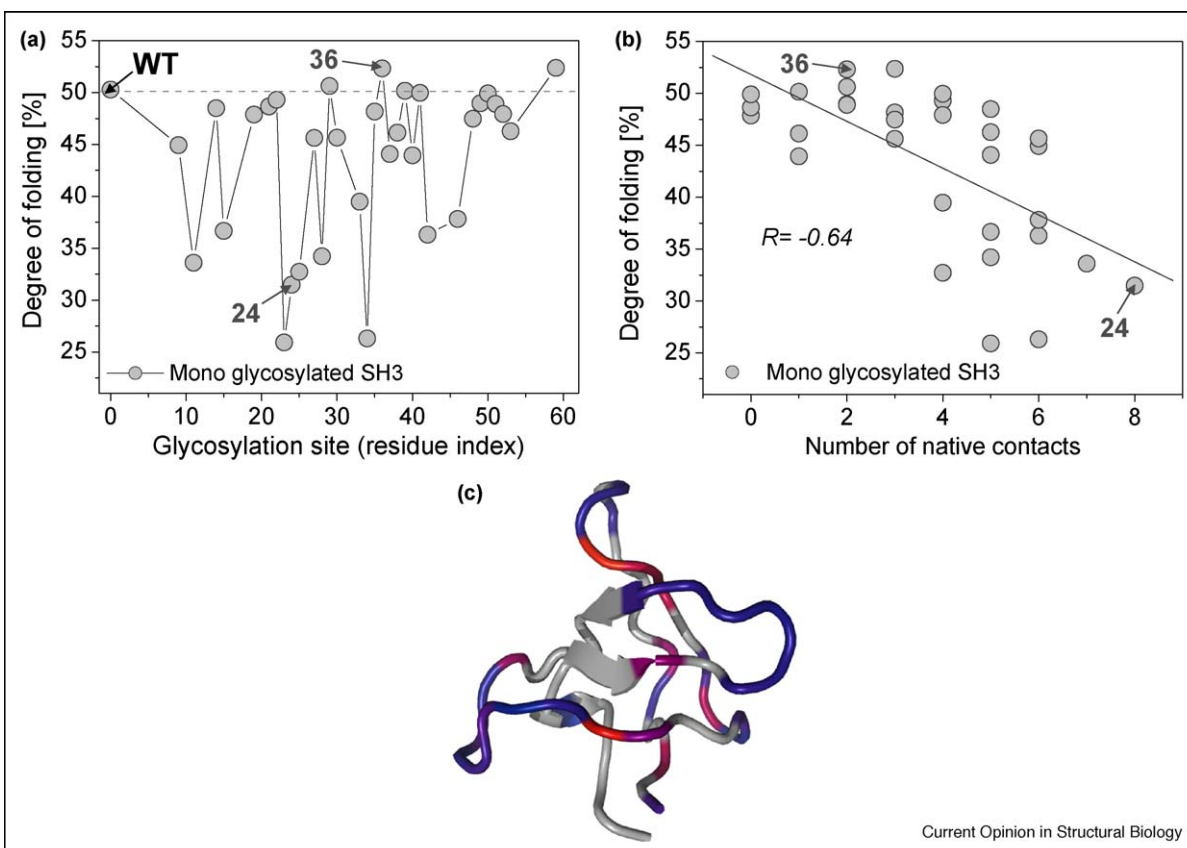 (a)
55
50
45
40
35
30
25
Degree of folding [%]
WT
36
24
Mono glycosylated SH3
0 10 20 30 40 50 60
Glycosylation site (residue index)
(b)
55
50
45
40
35
30
25
Degree of folding [%]
36
R= -0.64
24
Mono glycosylated SH3
0 2 4 6 8
Number of native contacts
(c)
Current Opinion in Structural Biology